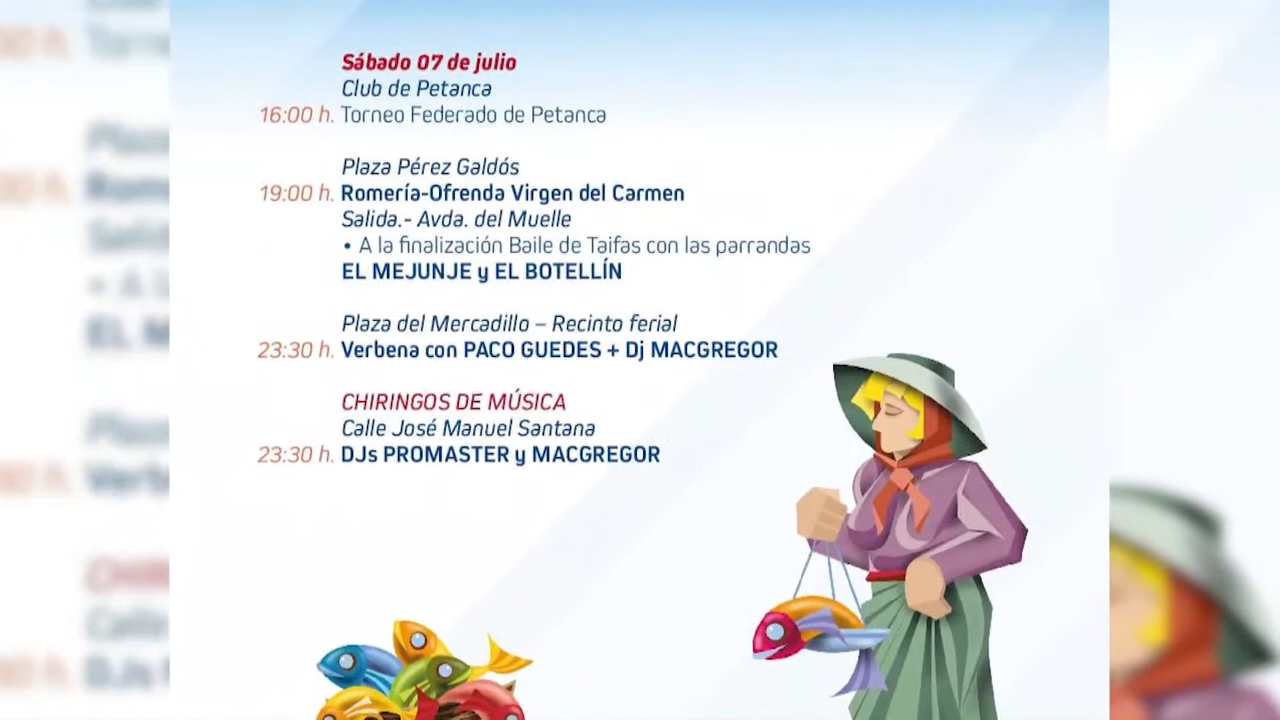 Sábado 07 de julio
Club de Petanca
16:00 h. Torneo Federado de Petanca
Plaza Pérez Galdós
19:00 h. Romería-Ofrenda Virgen del Carmen
Salida.- Avda. del Muelle
• A la finalización Baile de Taifas con las parrandas
EL MEJUNJE y EL BOTELLÍN
Plaza del Mercadillo – Recinto ferial
23:30 h. Verbena con PACO GUEDES + Dj MACGREGOR
CHIRINGOS DE MÚSICA
Calle José Manuel Santana
23:30 h. DJs PROMASTER y MACGREGOR